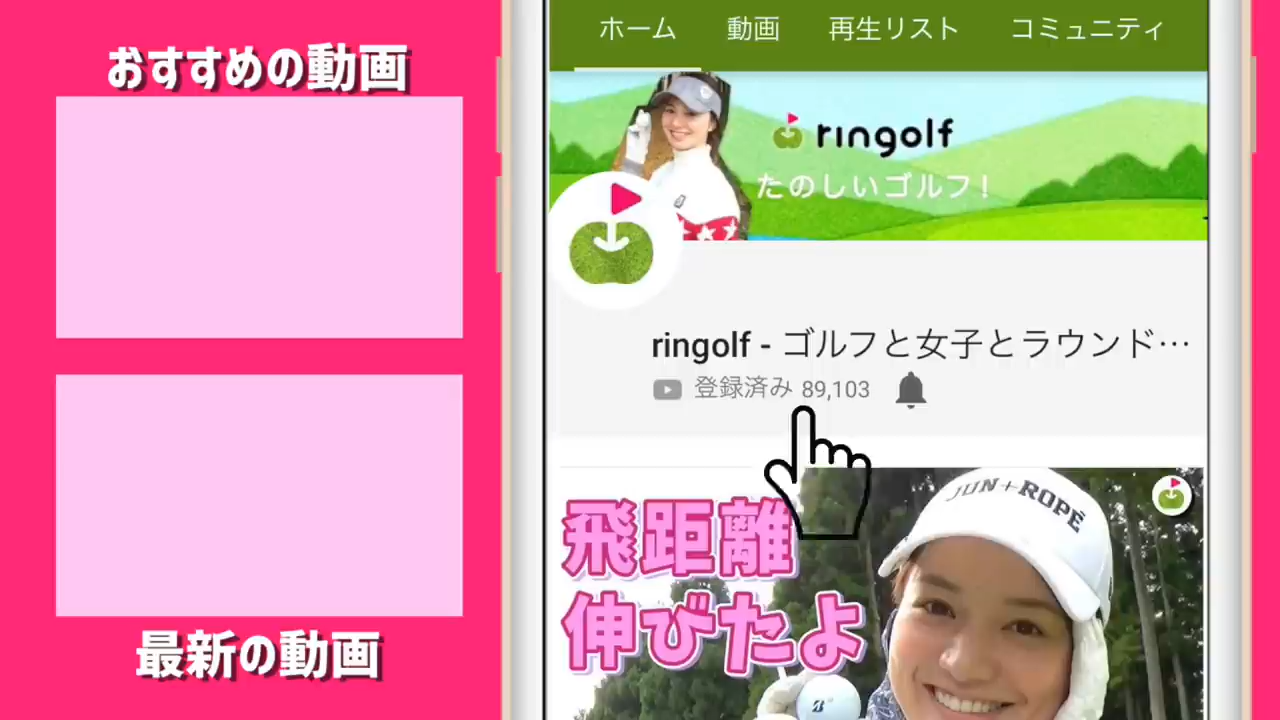 おすすめの動画
最新の動画
ホーム 動画 再生リスト コミュニティ
ringolf
たのしいゴルフ!
ringolf - ゴルフと女子とラウンド…
登録済み 89,103
JUN+ROPÉ
飛距離
伸びたよ
B